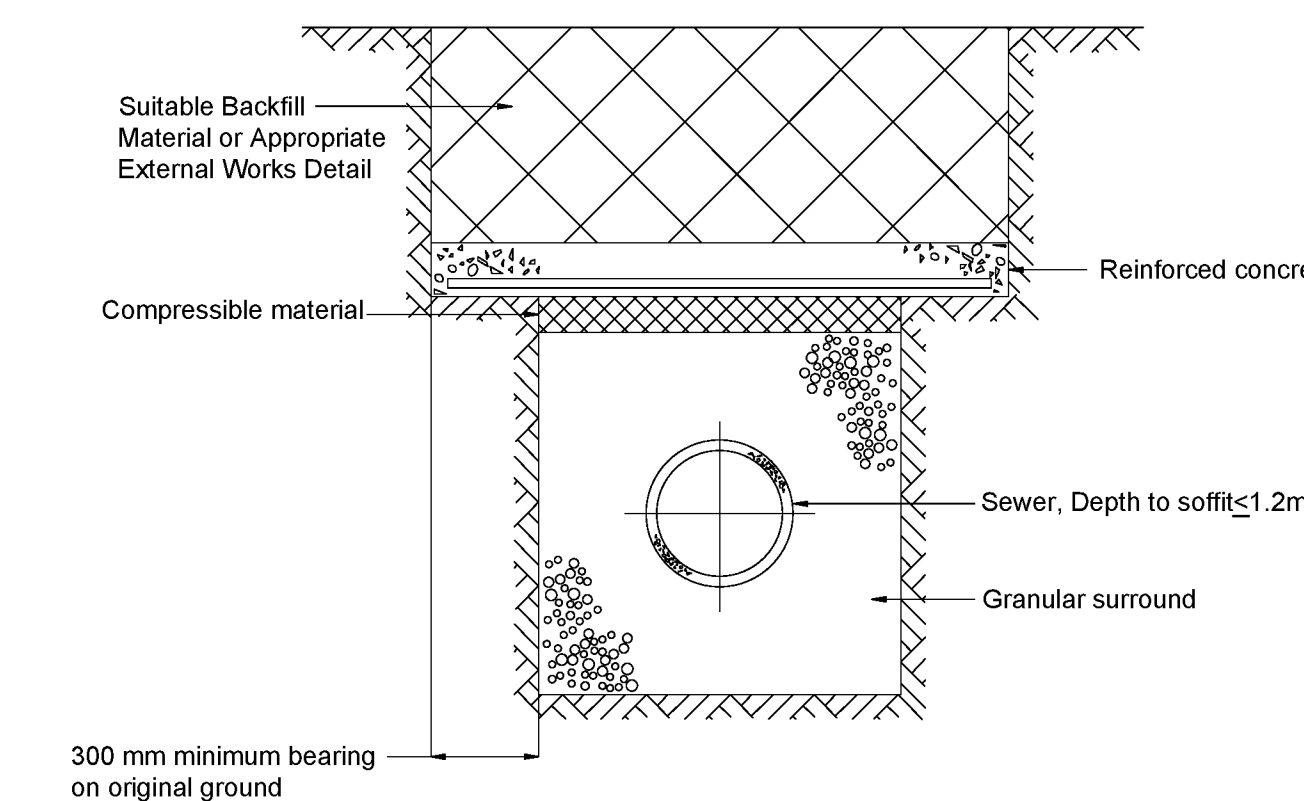 Suitable Backfill
Material or Appropriate
External Works Detail
Reinforced
Compressible material
Sewer, Depth to soffit≤1.2m
Granular surround
300 mm minimum bearing
on original ground